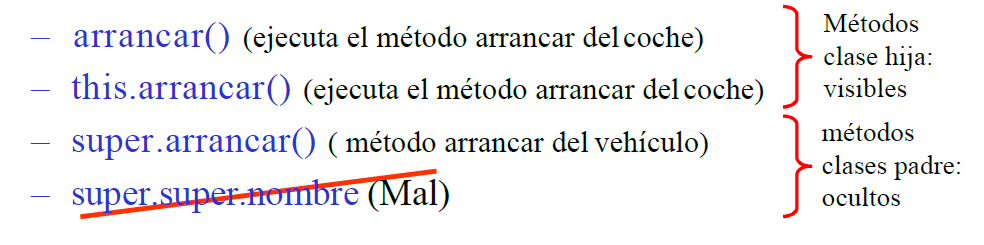 – arrancar() (ejecuta el método arrancar del coche)
– this.arrancar() (ejecuta el método arrancar del coche)
– super.arrancar() ( método arrancar del vehículo)
– super.super.nombre (Mal)
Métodos
clase hija:
visibles
métodos
clases padre:
ocultos